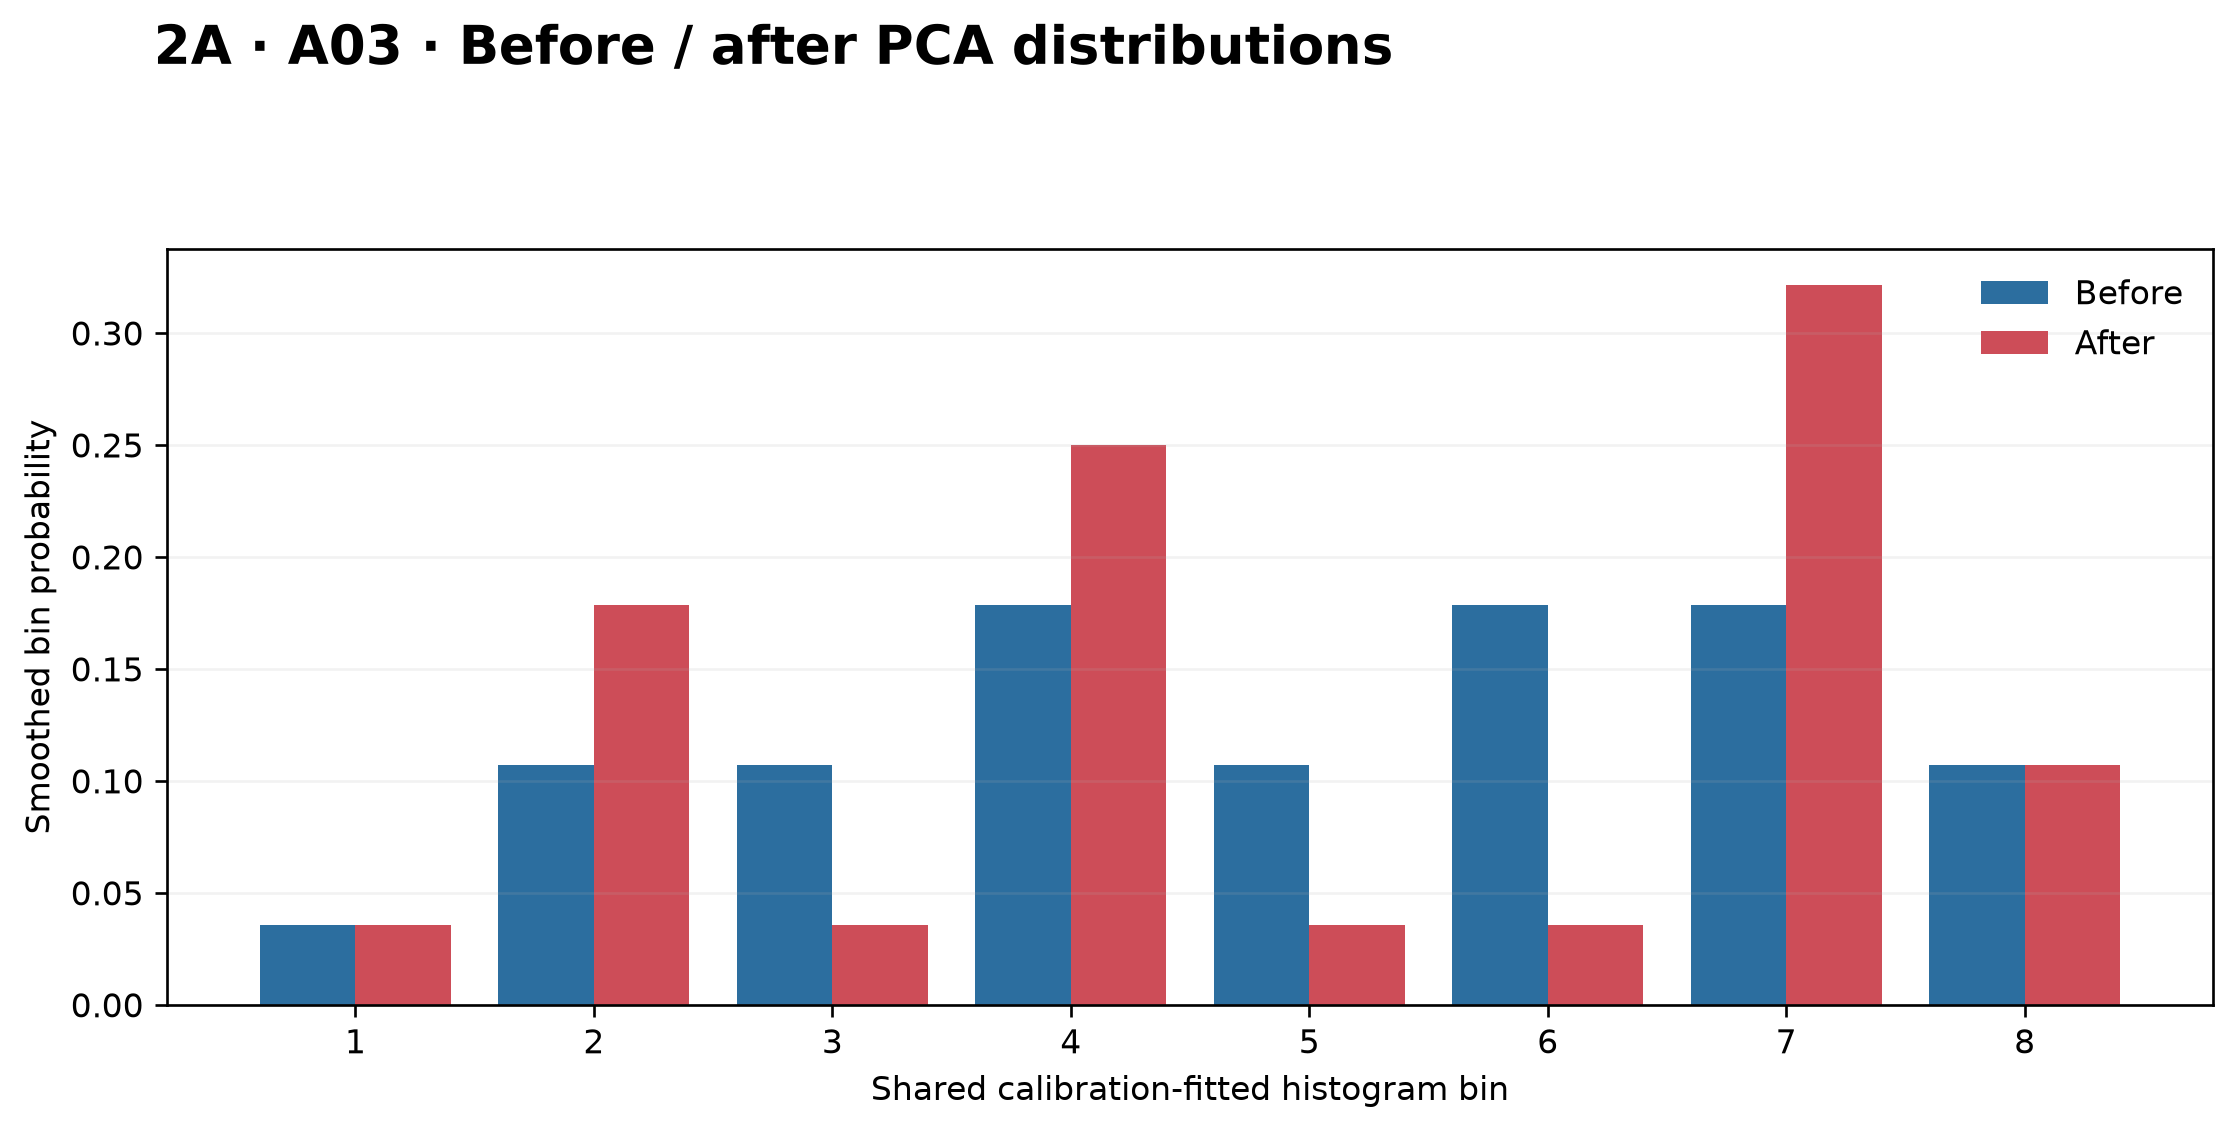 2A · A03 · Before / after PCA distributions
Before
After
Smoothed bin probability
0.30
0.25
0.20
0.15
0.10
0.05
0.00
1 2 3 4 5 6 7 8
Shared calibration-fitted histogram bin